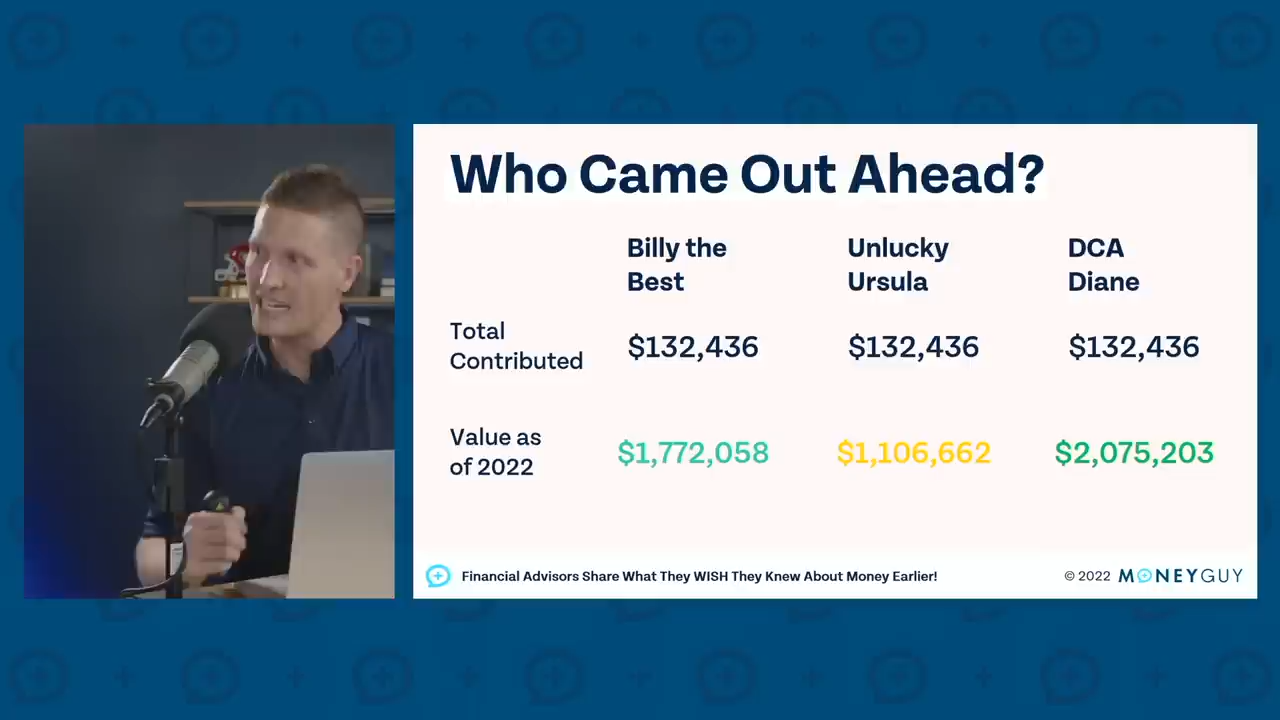 Who Came Out Ahead?
Billy the
Best
Unlucky
Ursula
DCA
Diane
Total
Contributed
$132,436
$132,436
$132,436
Value as
of 2022
$1,772,058
$1,106,662
$2,075,203
Financial Advisors Share What They WISH They Knew About Money Earlier!
© 2022 MONEYGUY